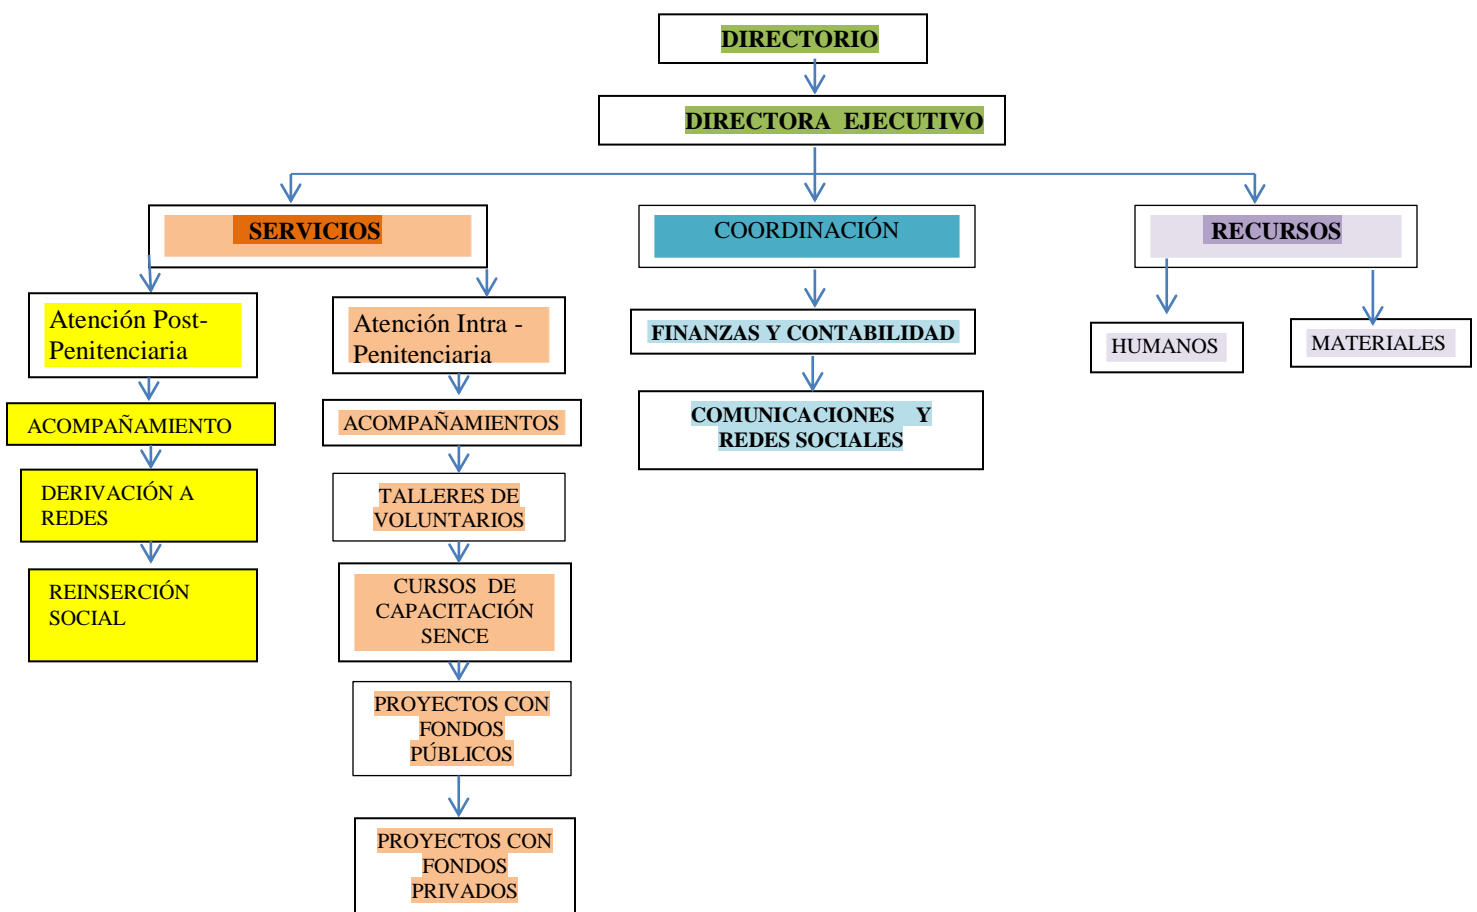 DIRECTORIO
DIRECTORA EJECUTIVO
SERVICIOS
COORDINACIÓN
RECURSOS
Atención Post-
Penitenciaria
Atención Intra -
Penitenciaria
FINANZAS Y CONTABILIDAD
HUMANOS
MATERIALES
ACOMPAÑAMIENTO
ACOMPAÑAMIENTOS
COMUNICACIONES Y
REDES SOCIALES
DERIVACIÓN A
REDES
TALLERES DE
VOLUNTARIOS
REINSERCIÓN
SOCIAL
CURSOS DE
CAPACITACIÓN
SENCE
PROYECTOS CON
FONDOS
PÚBLICOS
PROYECTOS CON
FONDOS
PRIVADOS